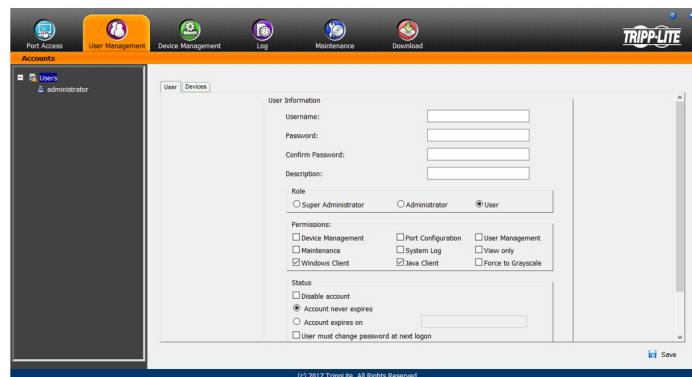 Port Access
User Management
Device Management
Log
Maintenance
Download
TRIPP·LITE
Accounts
Users
administrator
User
Devices
User Information
Username:
Password:
Confirm Password:
Description:
Role
Super Administrator
Administrator
User
Permissions:
Device Management
Port Configuration
User Management
Maintenance
System Log
View only
Windows Client
Java Client
Force to Grayscale
Status
Disable account
Account never expires
Account expires on
User must change password at next logon
Save
(c) 2017 TrippLite. All Rights Reserved.